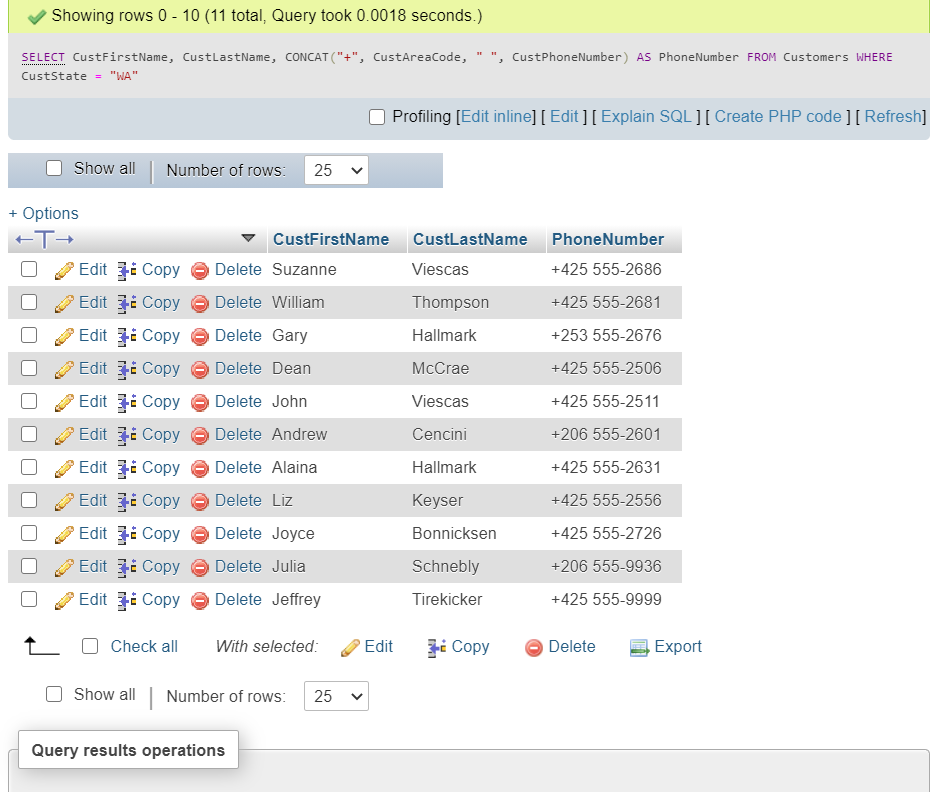 Showing rows 0 - 10 (11 total, Query took 0.0018 seconds.)
SELECT CustFirstName, CustLastName, CONCAT("+", CustAreaCode, " ", CustPhoneNumber) AS PhoneNumber FROM Customers WHERE
CustState = "WA"
Profiling [Edit inline] [ Edit ] [ Explain SQL ] [ Create PHP code ] [ Refresh]
Show all | Number of rows: 25
+ Options
←T→ CustFirstName CustLastName PhoneNumber
Edit Copy Delete Suzanne Viescas +425 555-2686
Edit Copy Delete William Thompson +425 555-2681
Edit Copy Delete Gary Hallmark +253 555-2676
Edit Copy Delete Dean McCrae +425 555-2506
Edit Copy Delete John Viescas +425 555-2511
Edit Copy Delete Andrew Cencini +206 555-2601
Edit Copy Delete Alaina Hallmark +425 555-2631
Edit Copy Delete Liz Keyser +425 555-2556
Edit Copy Delete Joyce Bonnicksen +425 555-2726
Edit Copy Delete Julia Schnebly +206 555-9936
Edit Copy Delete Jeffrey Tirekicker +425 555-9999
Check all With selected: Edit Copy Delete Export
Show all | Number of rows: 25
Query results operations